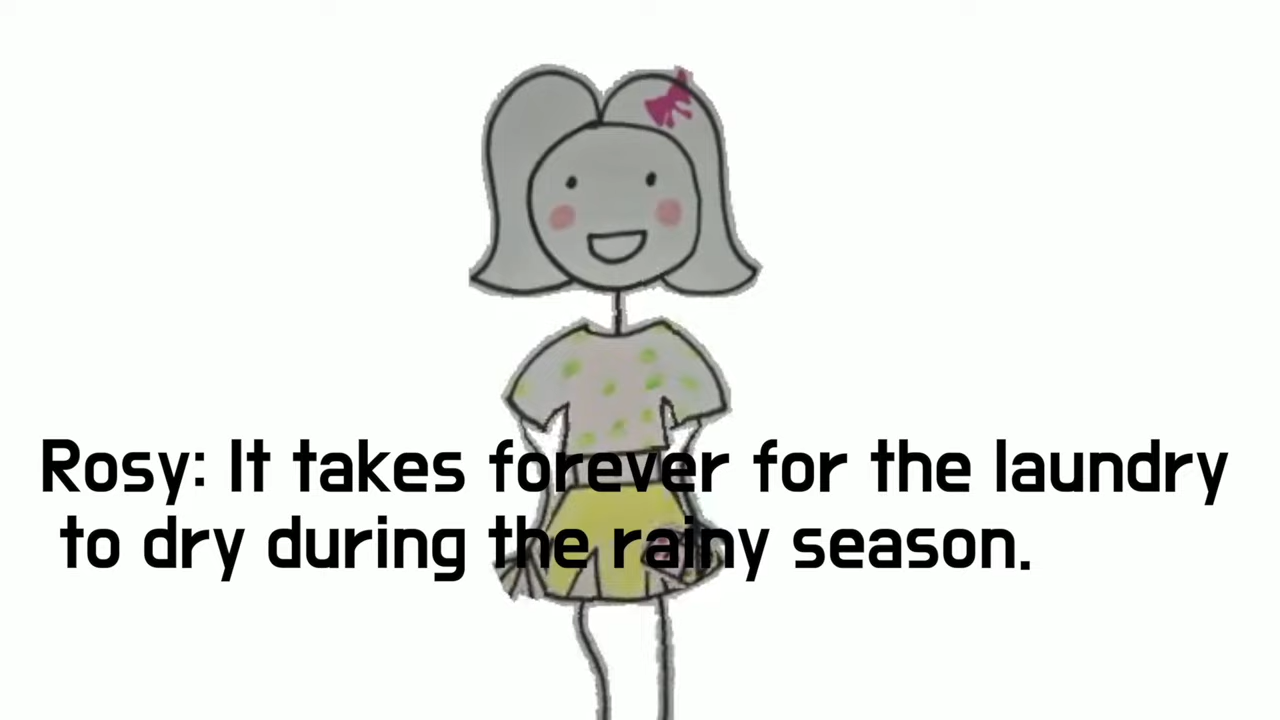 Rosy: It takes forever for the laundry
to dry during the rainy season.